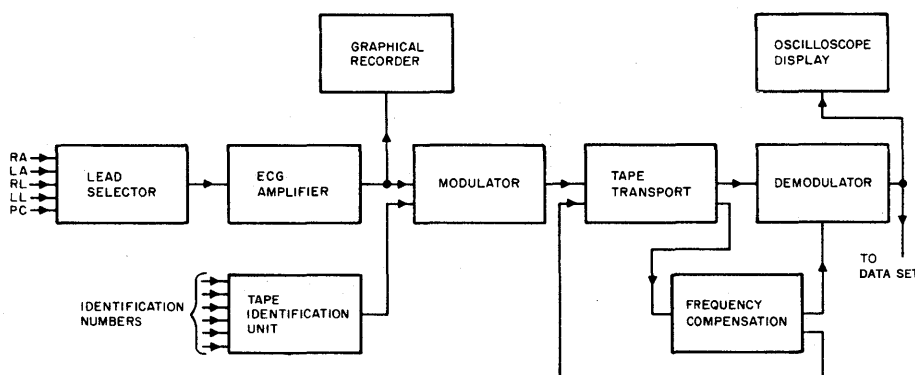 GRAPHICAL
RECORDER
OSCILLOSCOPE
DISPLAY
RA
LA
RL
LL
PC
LEAD
SELECTOR
ECG
AMPLIFIER
MODULATOR
TAPE
TRANSPORT
DEMODULATOR
TO
DATA SET
IDENTIFICATION
NUMBERS
TAPE
IDENTIFICATION
UNIT
FREQUENCY
COMPENSATION